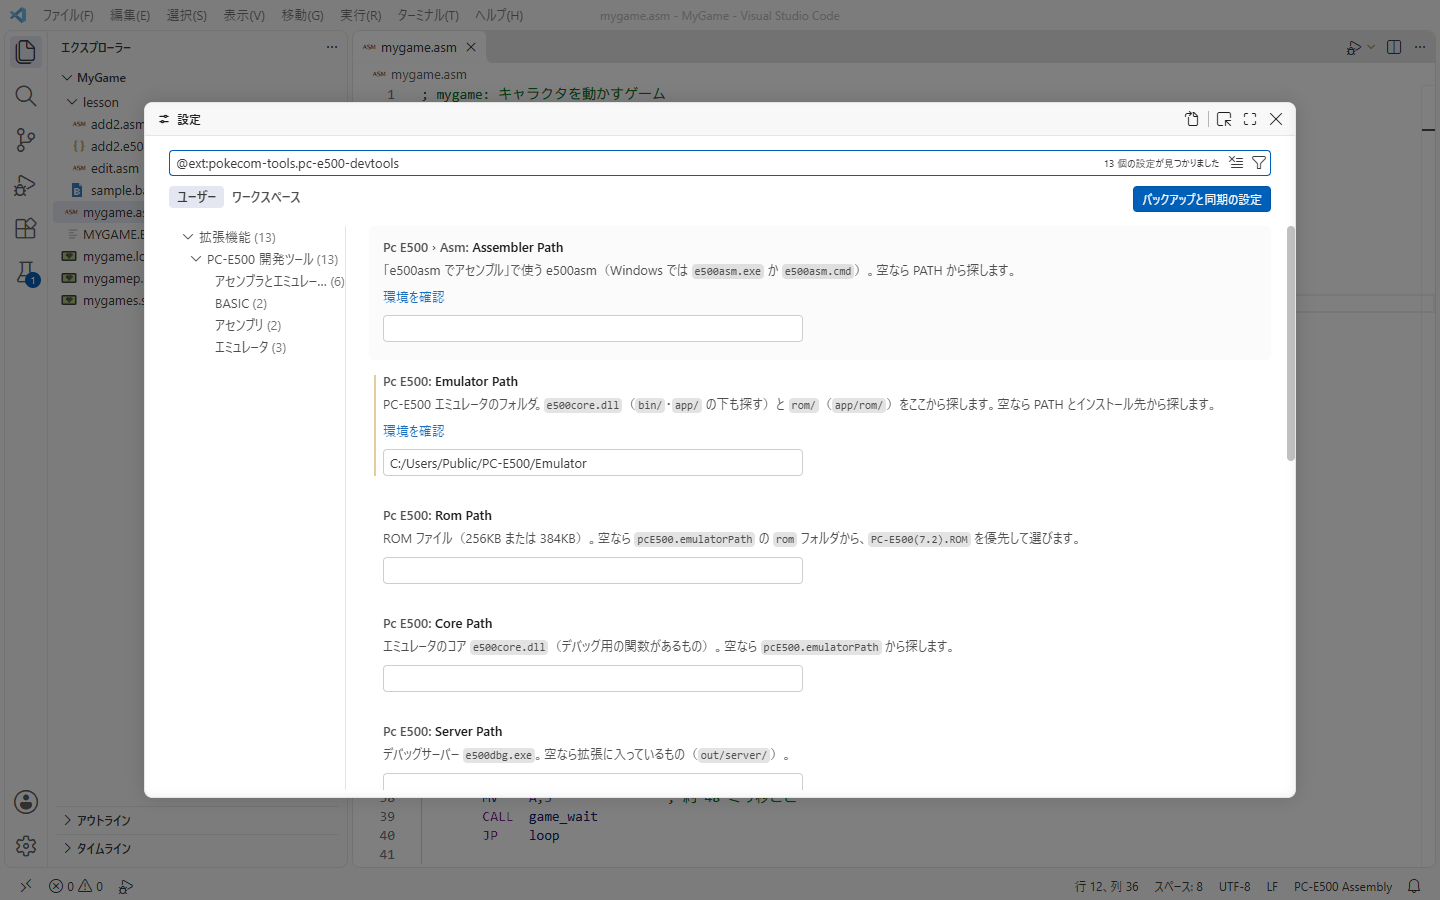 ファイル(F) 編集(E) 選択(S) 表示(V) 移動(G) 実行(R) ターミナル(T) ヘルプ(H) mygame.asm - MyGame - Visual Studio Code
エクスプローラー
MyGame
lesson
ASM add2.asm
add2.e50
ASM edit.asm
sample.ba
ASM mygame.as
MYGAME.
mygame.lo
mygamep.
mygames.s
1
アウトライン
タイムライン
ASM mygame.asm
ASM mygame.asm
1 ; mygame: キャラクタを動かすゲーム
設定
@ext:pokecom-tools.pc-e500-devtools 13 個の設定が見つかりました
ユーザー ワークスペース バックアップと同期の設定
拡張機能 (13)
PC-E500 開発ツール (13)
アセンブラとエミュレー... (6)
BASIC (2)
アセンブリ (2)
エミュレータ (3)
Pc E500 › Asm: Assembler Path
「e500asm でアセンブル」で使う e500asm（Windows では e500asm.exe か e500asm.cmd）。空なら PATH から探します。
環境を確認
Pc E500: Emulator Path
PC-E500 エミュレータのフォルダ。e500core.dll（bin/・app/ の下も探す）と rom/（app/rom/）をここから探します。空なら PATH とインストール先から探します。
環境を確認
C:/Users/Public/PC-E500/Emulator
Pc E500: Rom Path
ROM ファイル（256KB または 384KB）。空なら pcE500.emulatorPath の rom フォルダから、PC-E500(7.2).ROM を優先して選びます。
Pc E500: Core Path
エミュレータのコア e500core.dll（デバッグ用の関数があるもの）。空なら pcE500.emulatorPath から探します。
Pc E500: Server Path
デバッグサーバー e500dbg.exe。空なら拡張に入っているもの（out/server/）。
39 CALL game_wait
40 JP loop
41
0 0 行 12、列 36 スペース: 8 UTF-8 LF PC-E500 Assembly